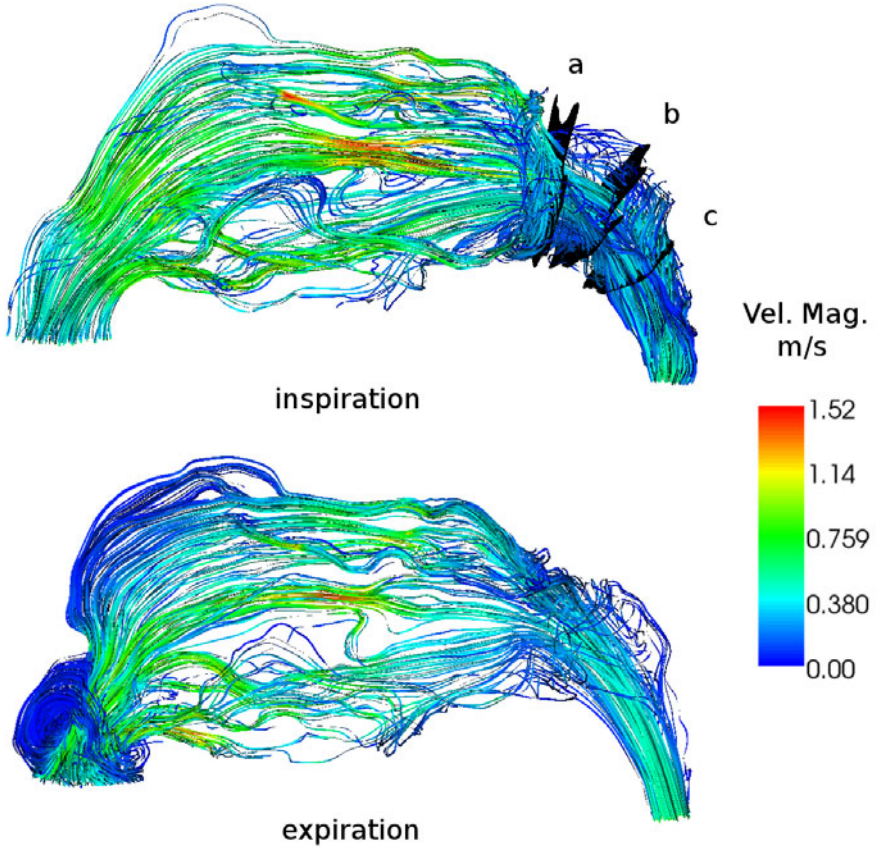 a
b
c
Vel. Mag.
m/s
inspiration
1.52
1.14
0.759
0.380
0.00
expiration